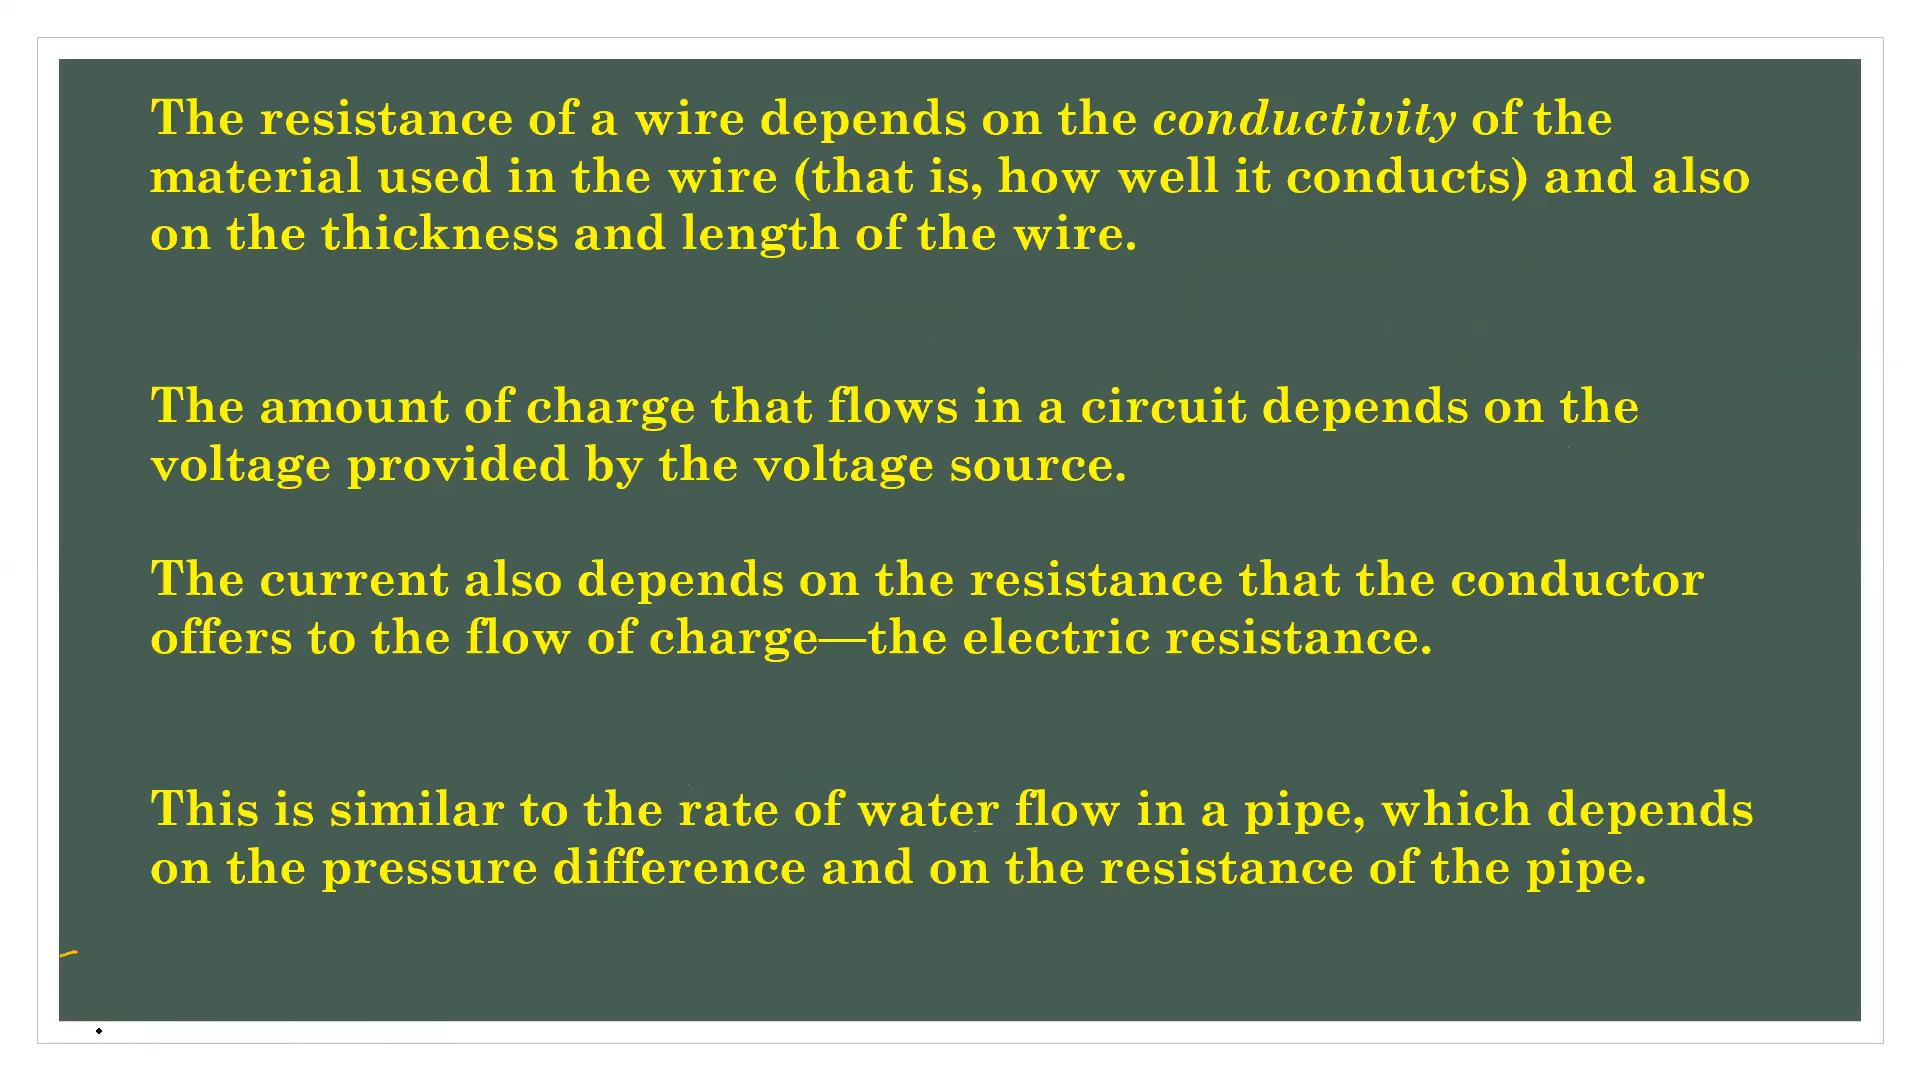 The resistance of a wire depends on the conductivity of the
material used in the wire (that is, how well it conducts) and also
on the thickness and length of the wire.
The amount of charge that flows in a circuit depends on the
voltage provided by the voltage source.
The current also depends on the resistance that the conductor
offers to the flow of charge—the electric resistance.
This is similar to the rate of water flow in a pipe, which depends
on the pressure difference and on the resistance of the pipe.